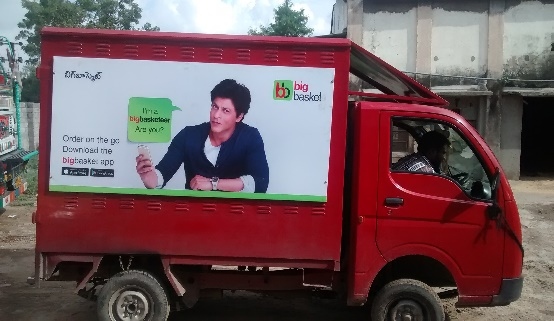 బిగ్‌బాస్కెట్
I'm a
bigbasketeer
Are you?
bb big
basket
Order on the go
Download the
bigbasket app